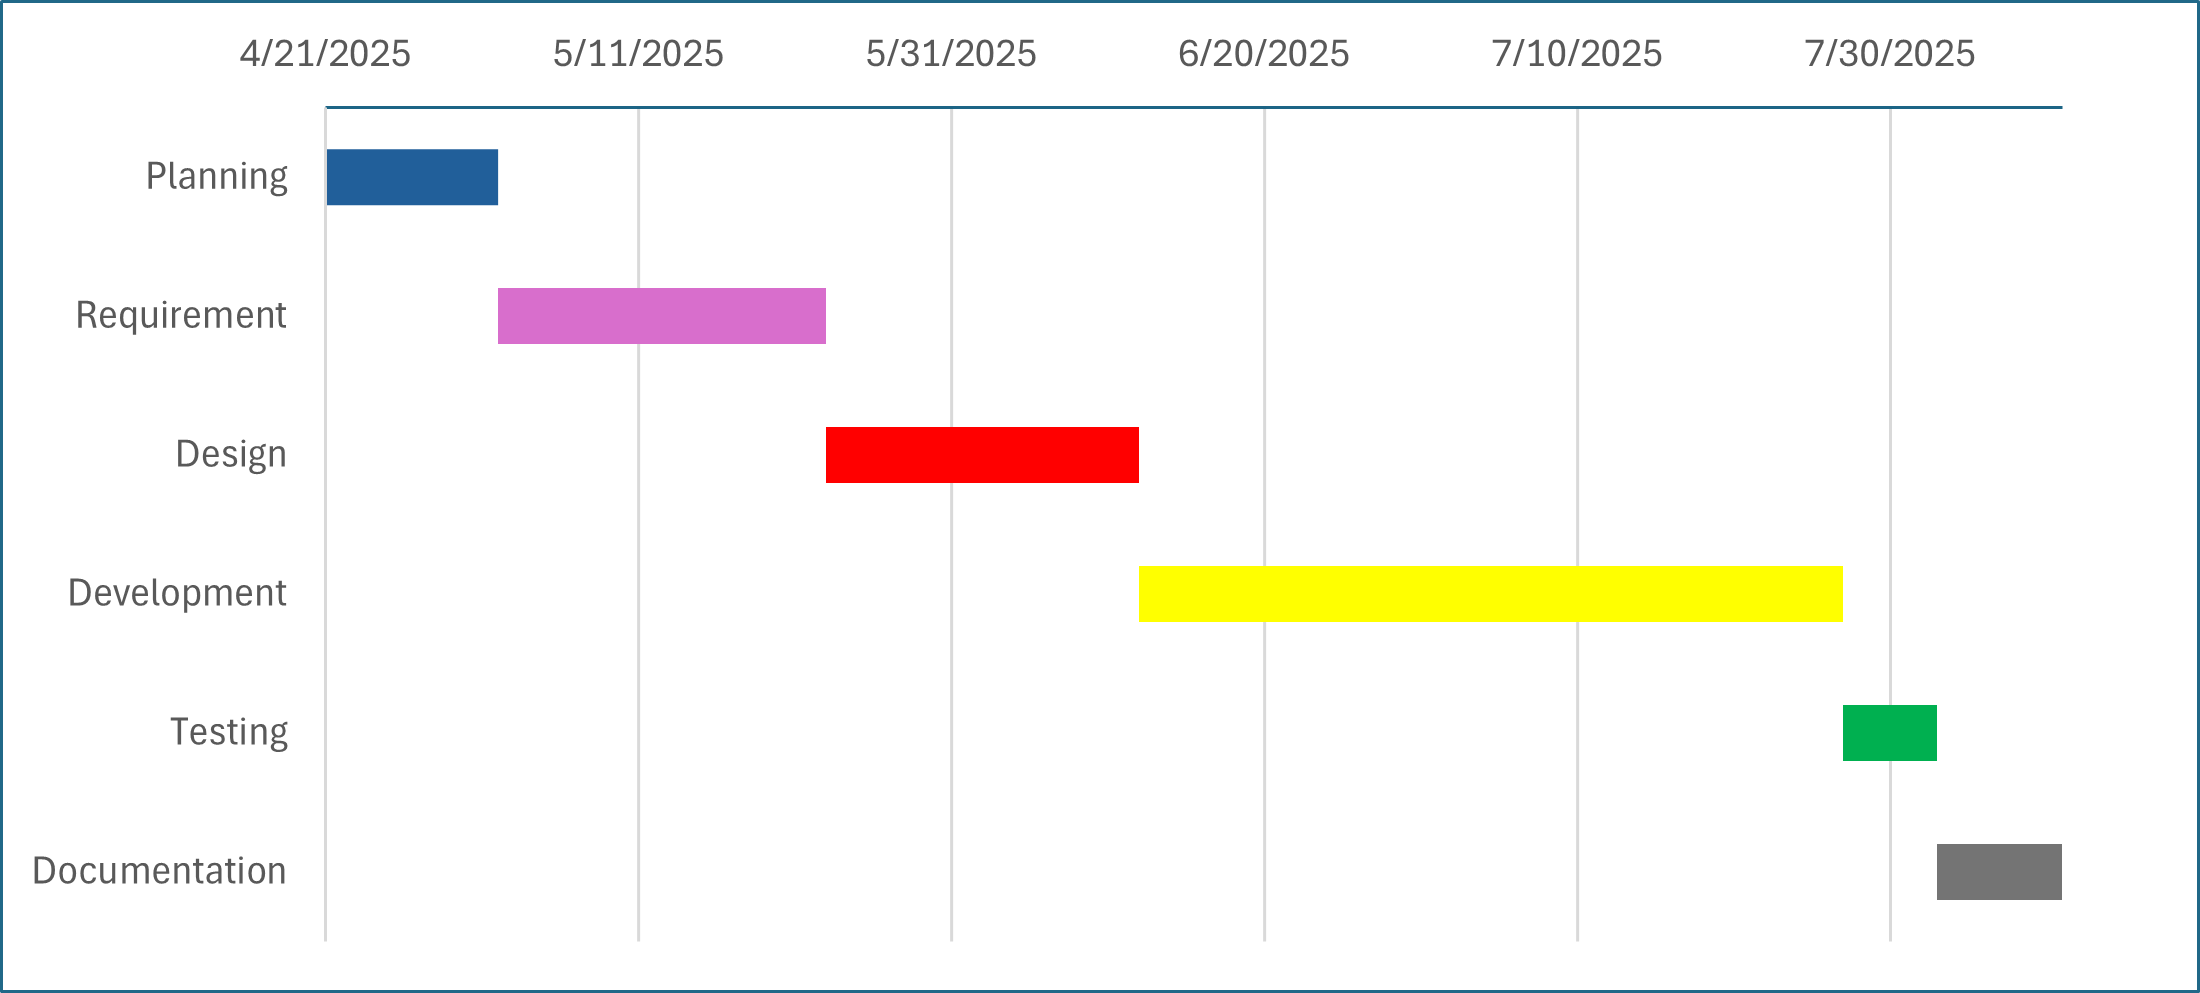 4/21/2025 5/11/2025 5/31/2025 6/20/2025 7/10/2025 7/30/2025
Planning
Requirement
Design
Development
Testing
Documentation